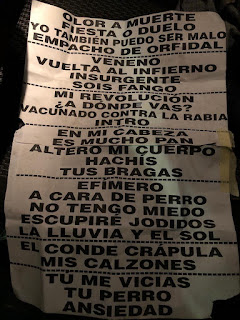 OLOR A MUERTE
YO FIESTA O DUELO
YO TAMBIÉN PUEDO SER MALO
EMPACHO DE ORFIDAL
VENENO
VUELTA AL INFIERNO
INSURGENTE
SOIS FANGO
MI REVOLUCIÓN
¿A DONDE VAS?
VACUNADO CONTRA LA RABIA
INTRO
EN MI CABEZA
ES MUCHO PAN
ALTERO MI CUERPO
HACHÍS
TUS BRAGAS
EFÍMERO
A CARA DE PERRO
NO TENGO MIEDO
ESCUPIRÉ JODIDOS
LA LLUVIA Y EL SOL
EL CONDE CRÁPULA
MIS CALZONES
TÚ ME VICIAS
TU PERRO
ANSIEDAD